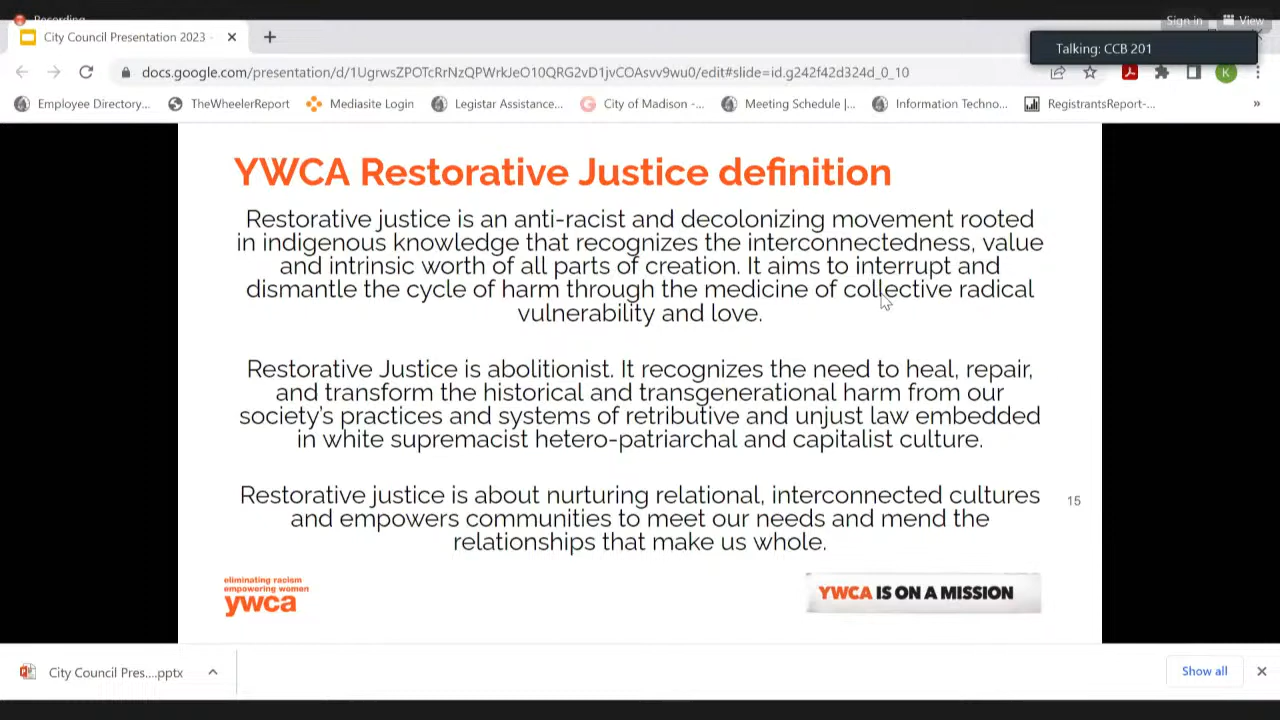 Recording
Sign in
View
City Council Presentation 2023 -
Talking: CCB 201
docs.google.com/presentation/d/1UgrwsZPOTcRrNzQPWrkJeO10QRG2vD1jvCOAsvv9wu0/edit#slide=id.g242f42d324d_0_10
K
Employee Directory...
TheWheelerReport
Mediasite Login
Legistar Assistance...
City of Madison -...
Meeting Schedule |...
Information Techno...
RegistrantsReport-...
»
YWCA Restorative Justice definition
Restorative justice is an anti-racist and decolonizing movement rooted
in indigenous knowledge that recognizes the interconnectedness, value
and intrinsic worth of all parts of creation. It aims to interrupt and
dismantle the cycle of harm through the medicine of collective radical
vulnerability and love.
Restorative Justice is abolitionist. It recognizes the need to heal, repair,
and transform the historical and transgenerational harm from our
society's practices and systems of retributive and unjust law embedded
in white supremacist hetero-patriarchal and capitalist culture.
Restorative justice is about nurturing relational, interconnected cultures
and empowers communities to meet our needs and mend the
relationships that make us whole.
15
eliminating racism
empowering women
ywca
YWCA IS ON A MISSION
City Council Pres....pptx
Show all